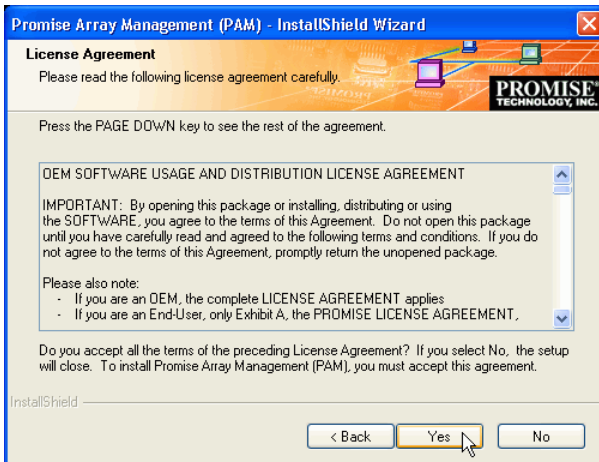 Promise Array Management (PAM) - InstallShield Wizard
License Agreement
Please read the following license agreement carefully.
PROMISE®
TECHNOLOGY, INC.
Press the PAGE DOWN key to see the rest of the agreement.
OEM SOFTWARE USAGE AND DISTRIBUTION LICENSE AGREEMENT
IMPORTANT: By opening this package or installing, distributing or using
the SOFTWARE, you agree to the terms of this Agreement. Do not open this package
until you have carefully read and agreed to the following terms and conditions. If you do
not agree to the terms of this Agreement, promptly return the unopened package.
Please also note:
- If you are an OEM, the complete LICENSE AGREEMENT applies
- If you are an End-User, only Exhibit A, the PROMISE LICENSE AGREEMENT,
Do you accept all the terms of the preceding License Agreement? If you select No, the setup
will close. To install Promise Array Management (PAM), you must accept this agreement.
InstallShield
< Back
Yes
No